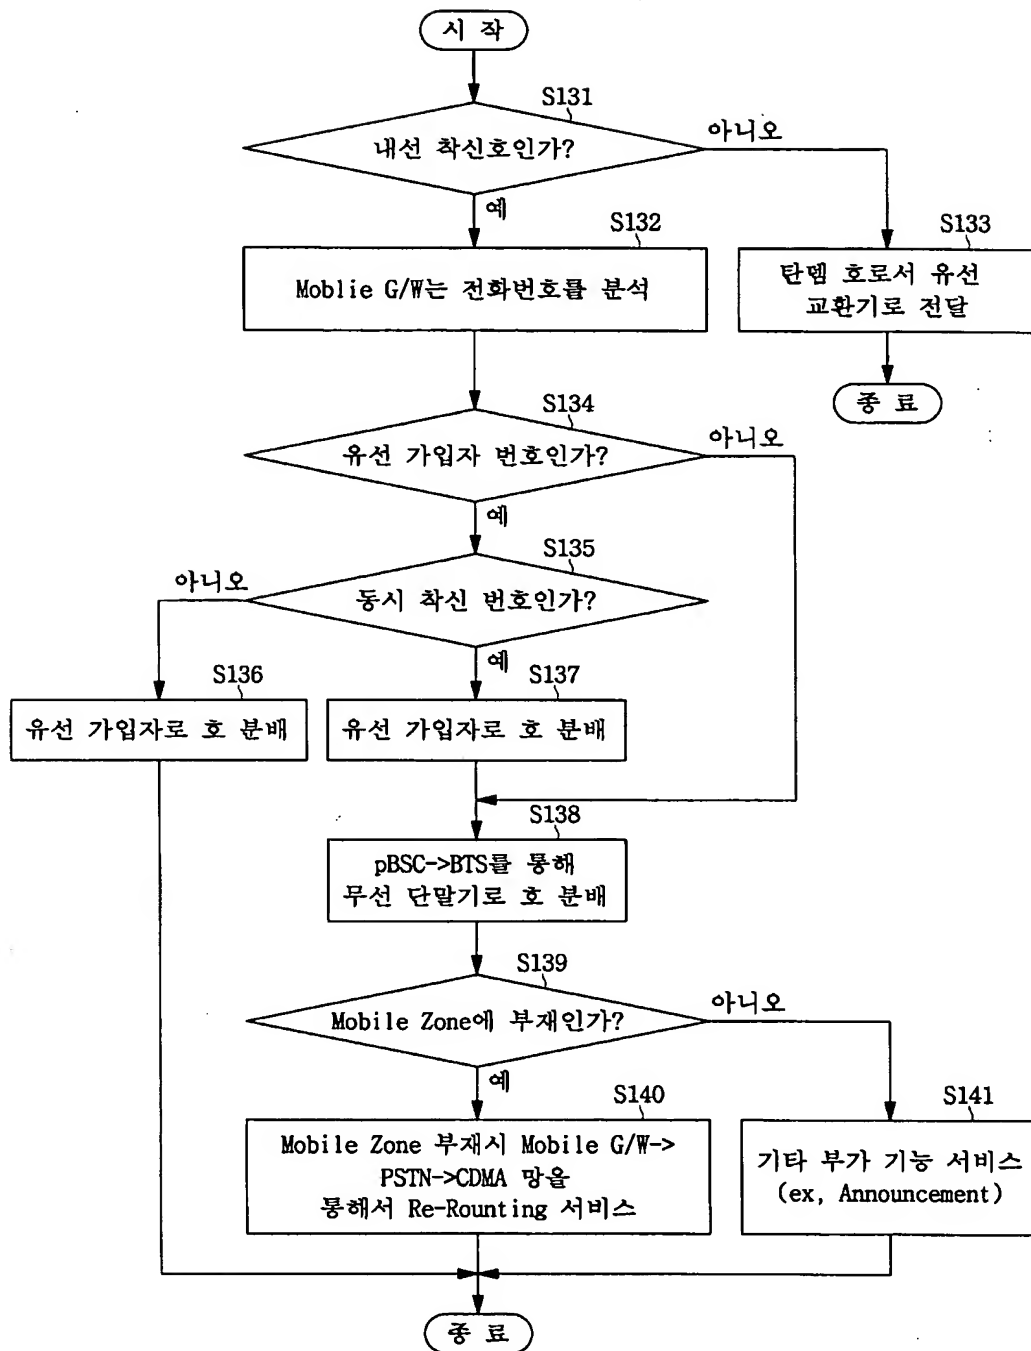 시 작
S131
내선 착신호인가?
아니오
예
S132
Moblie G/W는 전화번호를 분석
S133
탄뎀 호로서 유선
교환기로 전달
종 료
S134
유선 가입자 번호인가?
아니오
예
S135
동시 착신 번호인가?
아니오
예
S136
유선 가입자로 호 분배
S137
유선 가입자로 호 분배
S138
pBSC->BTS를 통해
무선 단말기로 호 분배
S139
Mobile Zone에 부재인가?
아니오
예
S140
Mobile Zone 부재시 Mobile G/W->
PSTN->CDMA 망을
통해서 Re-Rounting 서비스
S141
기타 부가 기능 서비스
(ex, Announcement)
종 료